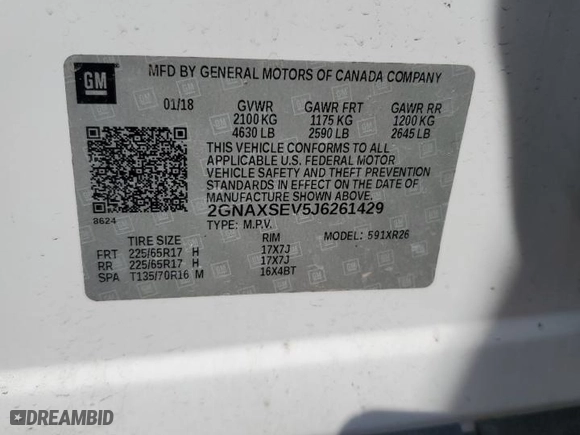 GM
MFD BY GENERAL MOTORS OF CANADA COMPANY
01/18 GVWR GAWR FRT GAWR RR
2100 KG 1175 KG 1200 KG
4630 LB 2590 LB 2645 LB
THIS VEHICLE CONFORMS TO ALL
APPLICABLE U.S. FEDERAL MOTOR
VEHICLE SAFETY AND THEFT PREVENTION
STANDARDS IN EFFECT ON THE DATE OF
MANUFACTURE SHOWN ABOVE.
8624 2GNAXSEV5J6261429
TYPE: M.P.V. MODEL: 591XR26
TIRE SIZE RIM
FRT 225/65R17 H 17X7J
RR 225/65R17 H 17X7J
SPA T135/70R16 M 16X4BT
DREAMBID